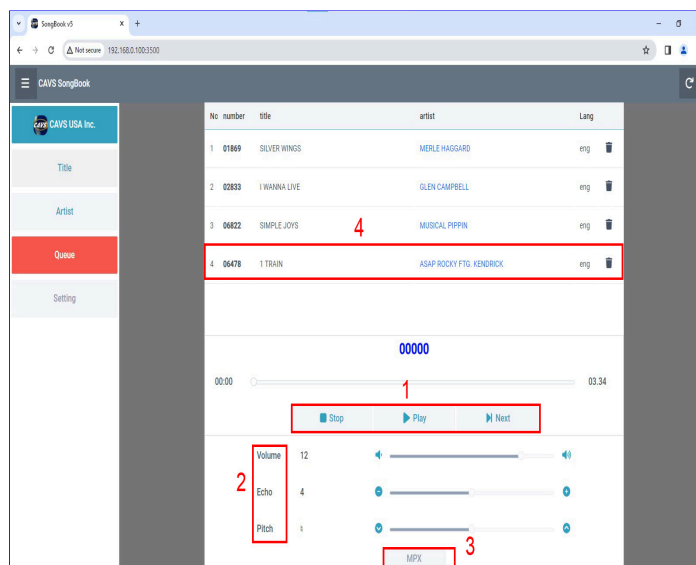 SongBook v5
Not secure 192.168.0.100:3500
CAVS SongBook
CAVS CAVS USA Inc.
Title
Artist
Queue
Setting
No number title artist Lang
1 01869 SILVER WINGS MERLE HAGGARD eng
2 02833 I WANNA LIVE GLEN CAMPBELL eng
3 06822 SIMPLE JOYS MUSICAL PIPPIN eng
4
4 06478 1 TRAIN ASAP ROCKY FTG. KENDRICK eng
00000
00:00 03.34
1
Stop Play Next
2
Volume 12
Echo 4
Pitch ♮
3
MPX